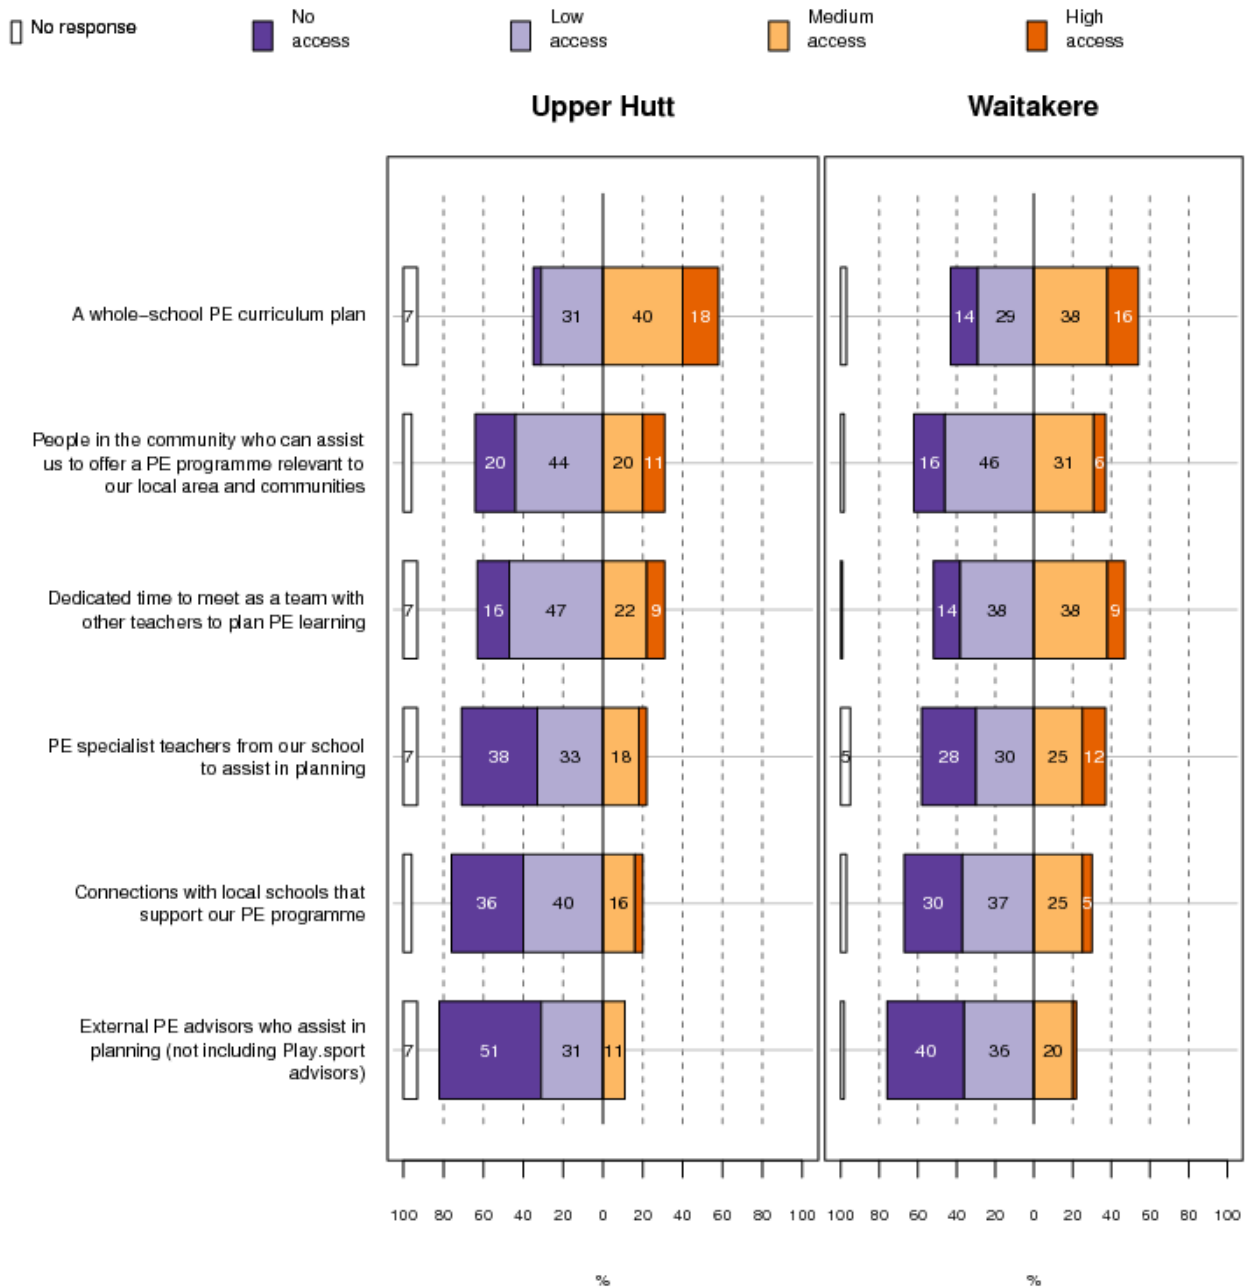 No response
No
access
Low
access
Medium
access
High
access
Upper Hutt
Waitakere
A whole–school PE curriculum plan
7 31 40 18
14 29 38 16
People in the community who can assist
us to offer a PE programme relevant to
our local area and communities
20 44 20 11
16 46 31 6
Dedicated time to meet as a team with
other teachers to plan PE learning
7 16 47 22 9
14 38 38 9
PE specialist teachers from our school
to assist in planning
7 38 33 18
5 28 30 25 12
Connections with local schools that
support our PE programme
36 40 16
30 37 25 5
External PE advisors who assist in
planning (not including Play.sport
advisors)
7 51 31 11
40 36 20
100 80 60 40 20 0 20 40 60 80 100
100 80 60 40 20 0 20 40 60 80 100
%
%